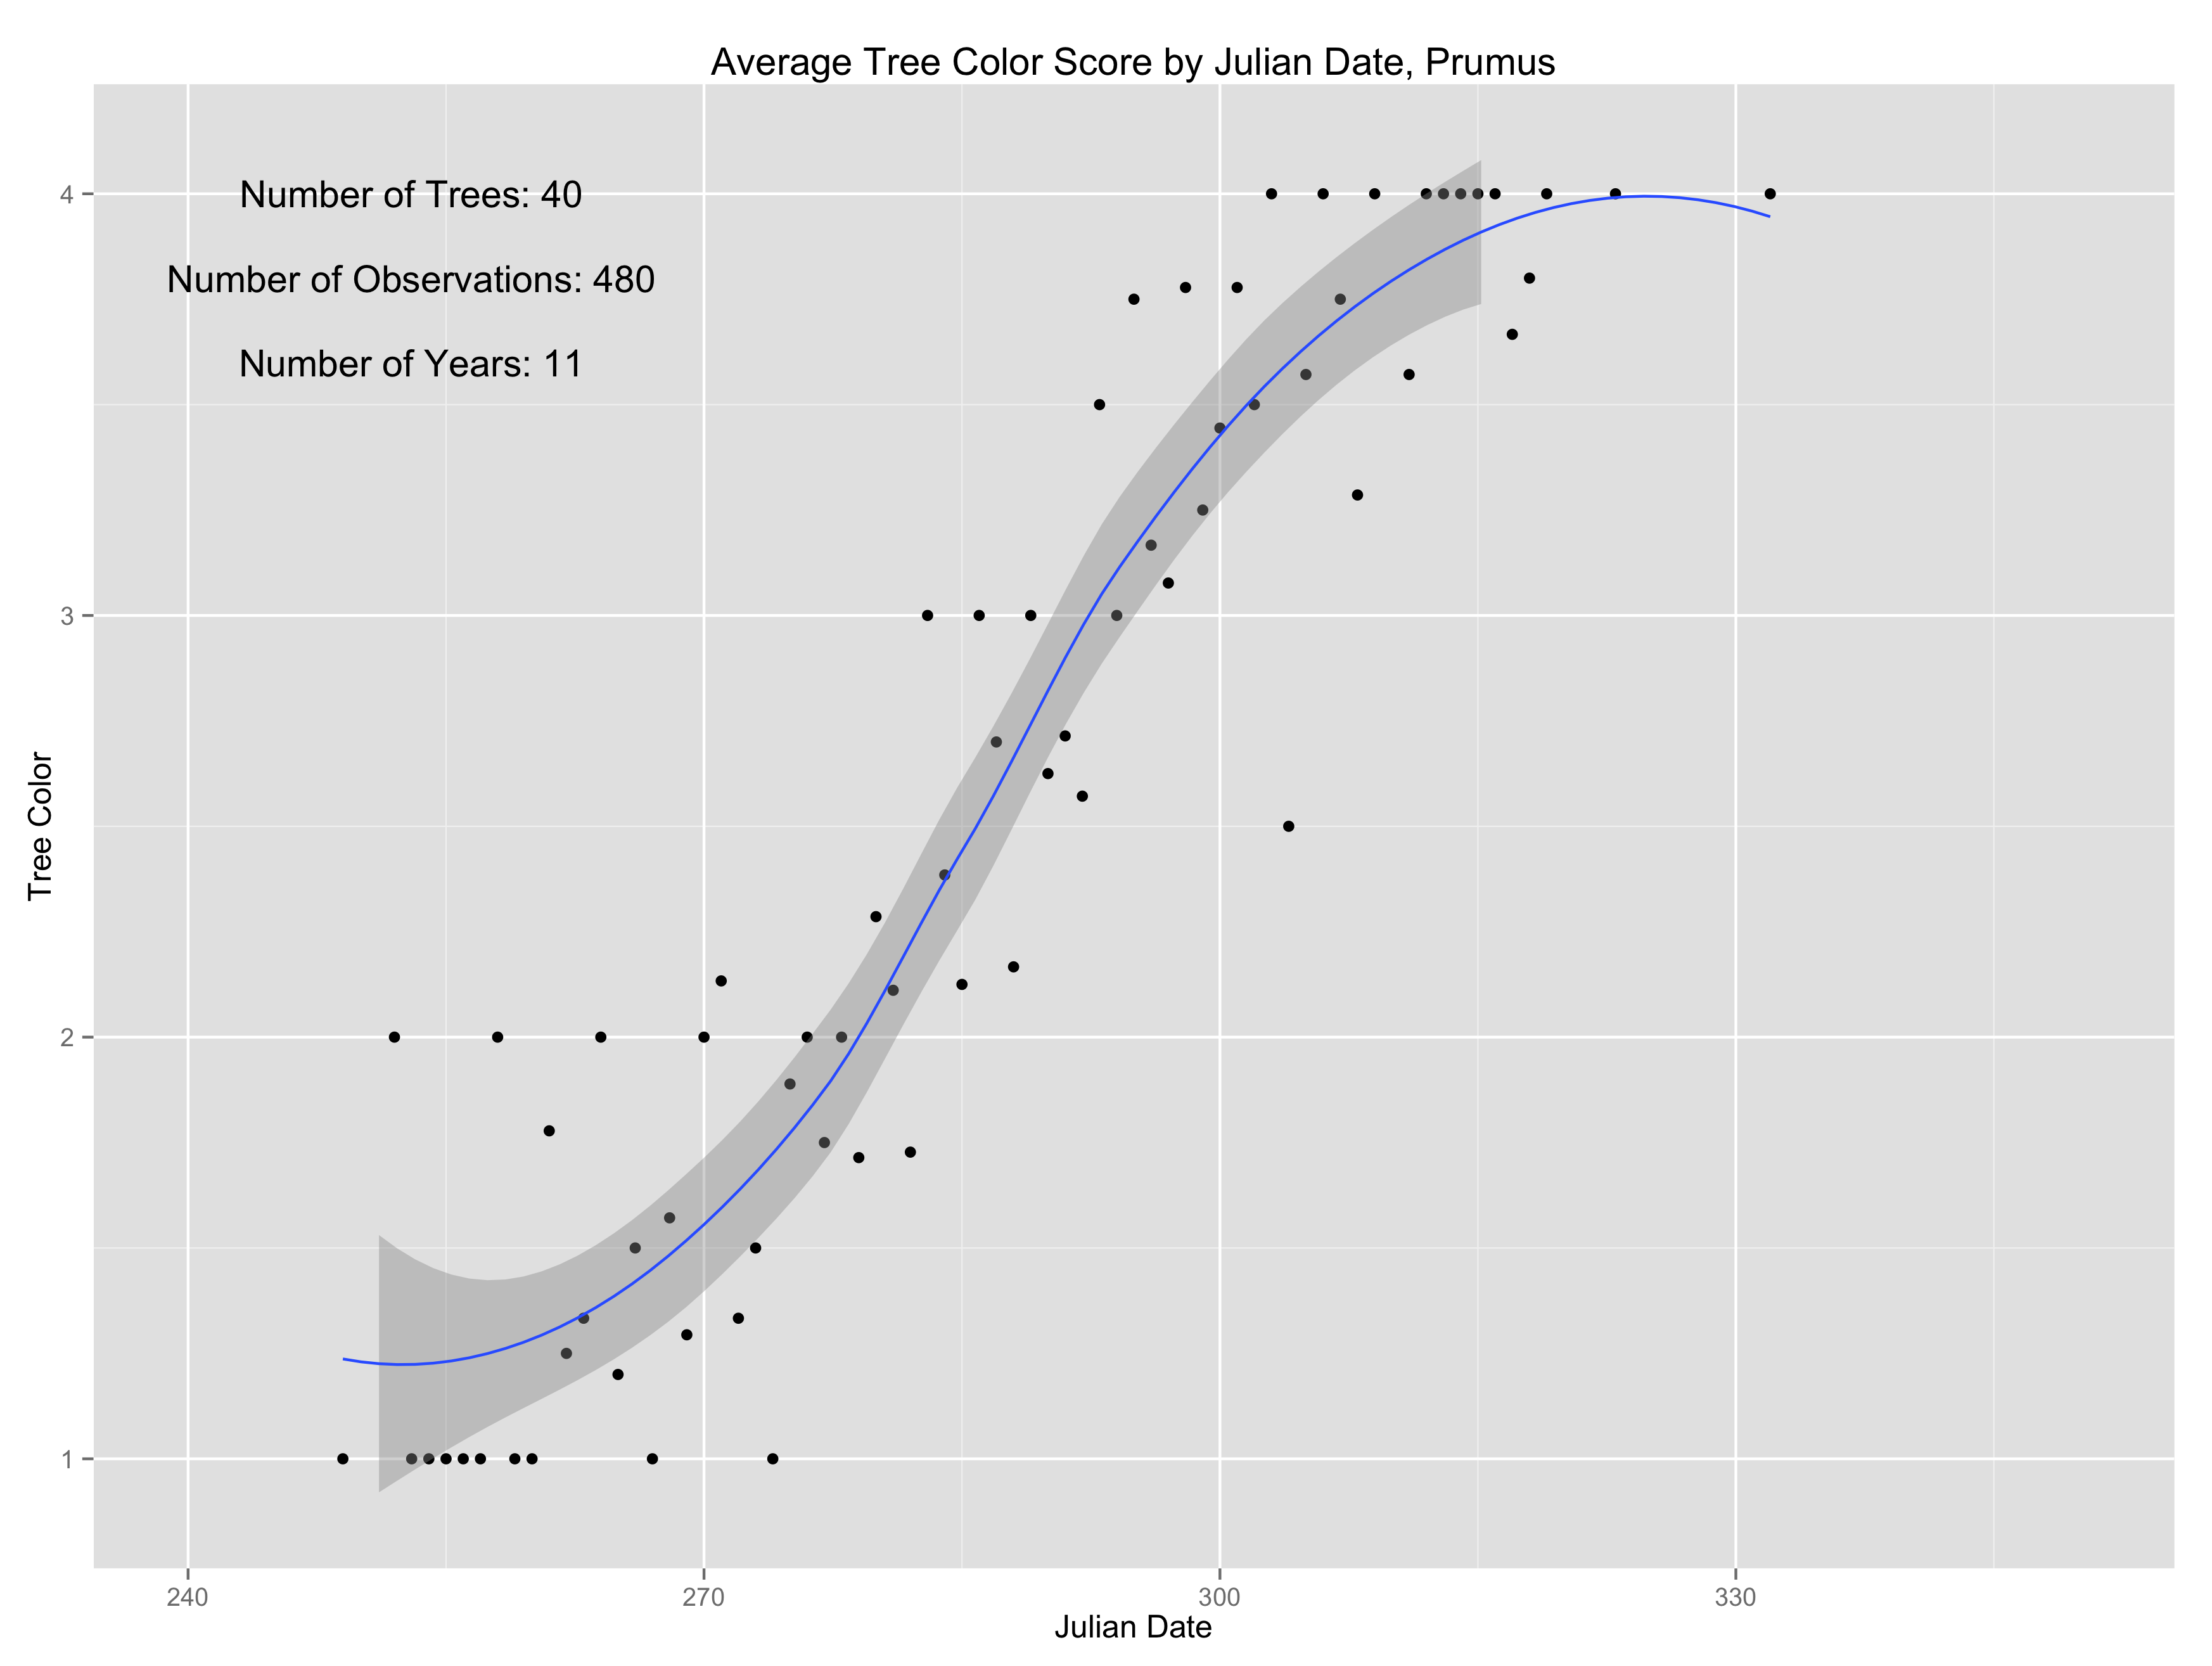 Average Tree Color Score by Julian Date, Prumus
Number of Trees: 40
Number of Observations: 480
Number of Years: 11
Tree Color
4
3
2
1
240
270
300
330
Julian Date